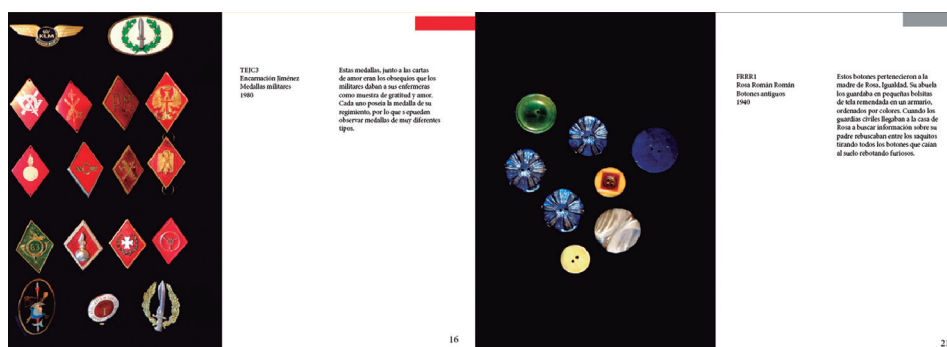 KLM
TEJC3
Encarnación Jiménez
Medallas militares
1980
Estas medallas, junto a las cartas
de amor eran los obsequios que los
militares daban a sus enfermeras
como muestra de gratitud y amor.
Cada uno poseía la medalla de su
regimiento, por lo que s epueden
observar medallas de muy diferentes
tipos.
16
FRRR1
Rosa Román Román
Botones antiguos
1940
Estos botones pertenecieron a la
madre de Rosa, Igualdad. Su abuela
los guardaba en pequeñas bolsitas
de tela remendada en un armario,
ordenados por colores. Cuando los
guardias civiles llegaban a la casa de
Rosa a buscar información sobre su
padre rebuscaban entre los saquitos
tirando todos los botones que caían
al suelo rebotando furiosos.